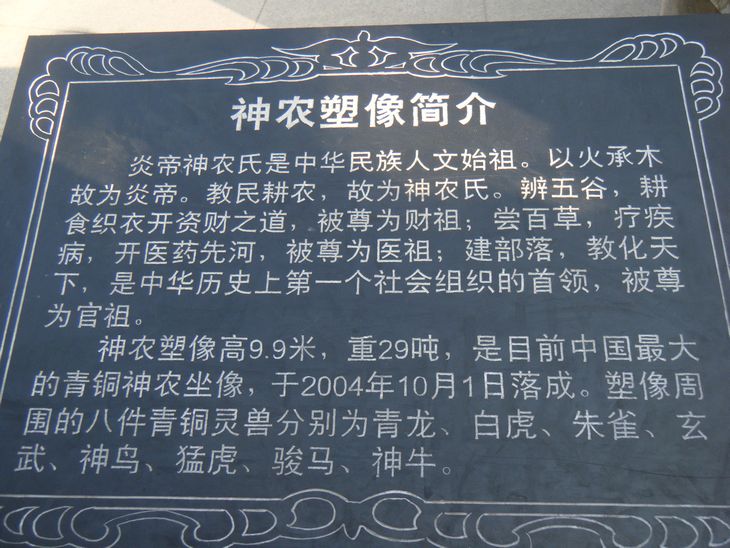 神农塑像简介
炎帝神农氏是中华民族人文始祖。以火承木
故为炎帝。教民耕农，故为神农氏。辨五谷，耕
食织衣开资财之道，被尊为财祖；尝百草，疗疾
病，开医药先河，被尊为医祖；建部落，教化天
下，是中华历史上第一个社会组织的首领，被尊
为官祖。
神农塑像高9.9米，重29吨，是目前中国最大
的青铜神农坐像，于2004年10月1日落成。塑像周
围的八件青铜灵兽分别为青龙、白虎、朱雀、玄
武、神鸟、猛虎、骏马、神牛。